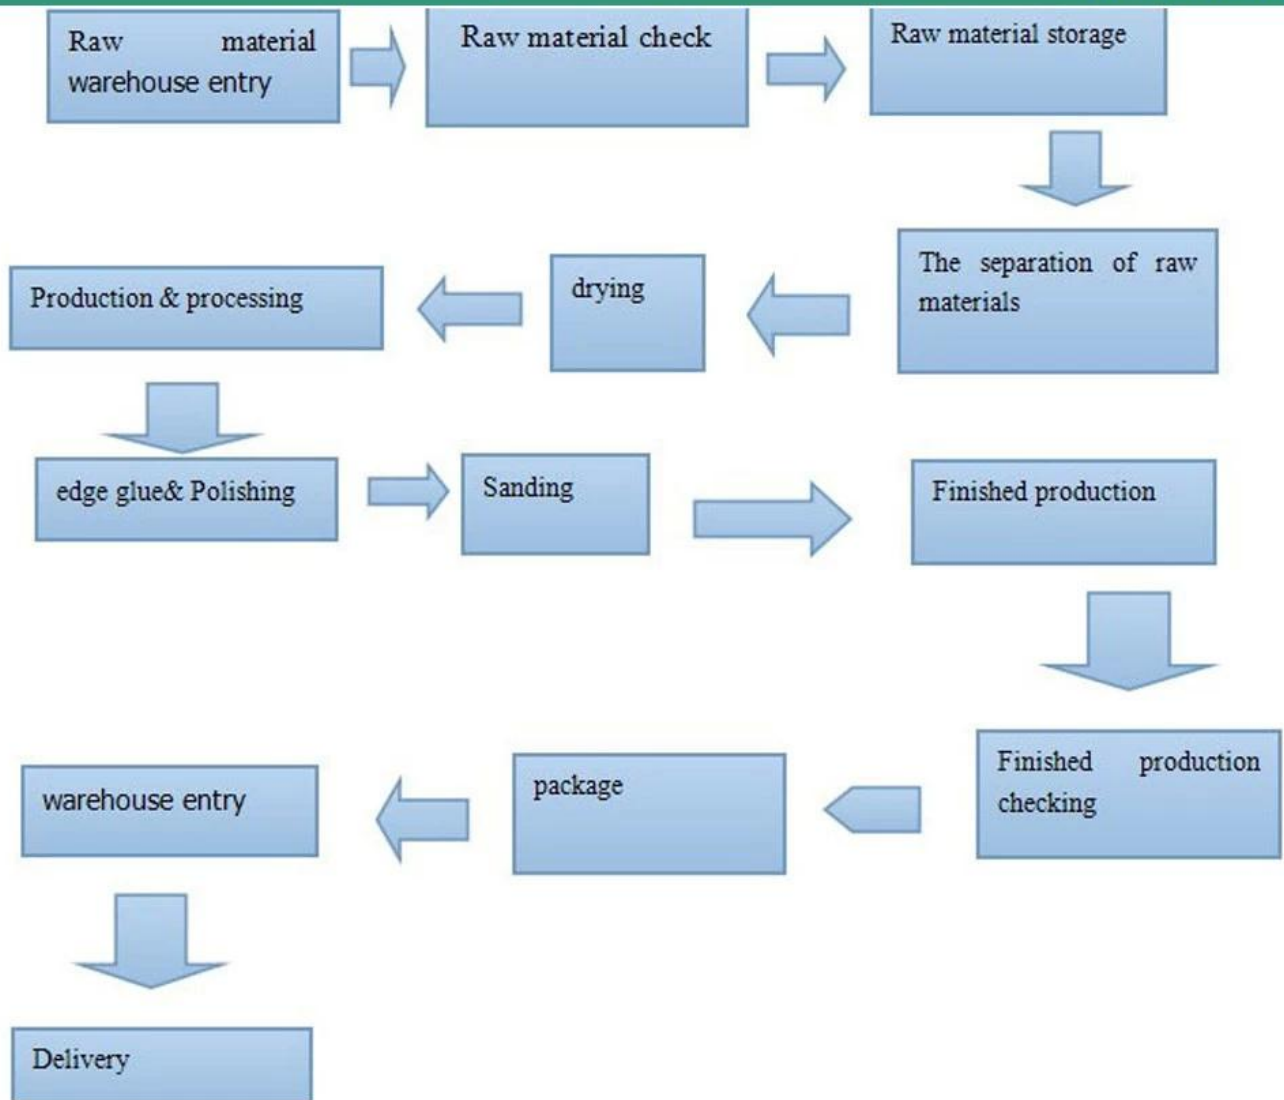 Raw material
warehouse entry
Raw material check
Raw material storage
The separation of raw
materials
drying
Production & processing
edge glue& Polishing
Sanding
Finished production
Finished production
checking
package
warehouse entry
Delivery